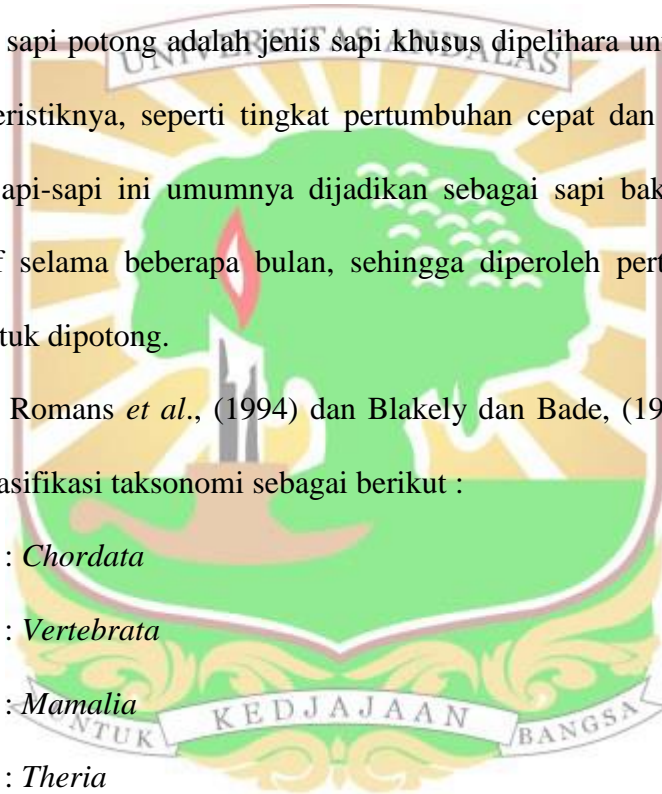 UNIVERSITAS ANDALAS
sapi potong adalah jenis sapi khusus dipelihara
eristiknya, seperti tingkat pertumbuhan cepat dan
api-sapi ini umumnya dijadikan sebagai sapi bak
f selama beberapa bulan, sehingga diperoleh pert
tuk dipotong.
Romans et al., (1994) dan Blakely dan Bade, (19
asifikasi taksonomi sebagai berikut :
: Chordata
: Vertebrata
: Mamalia
UNTUK KEDJAJAAN BANGSA
: Theria